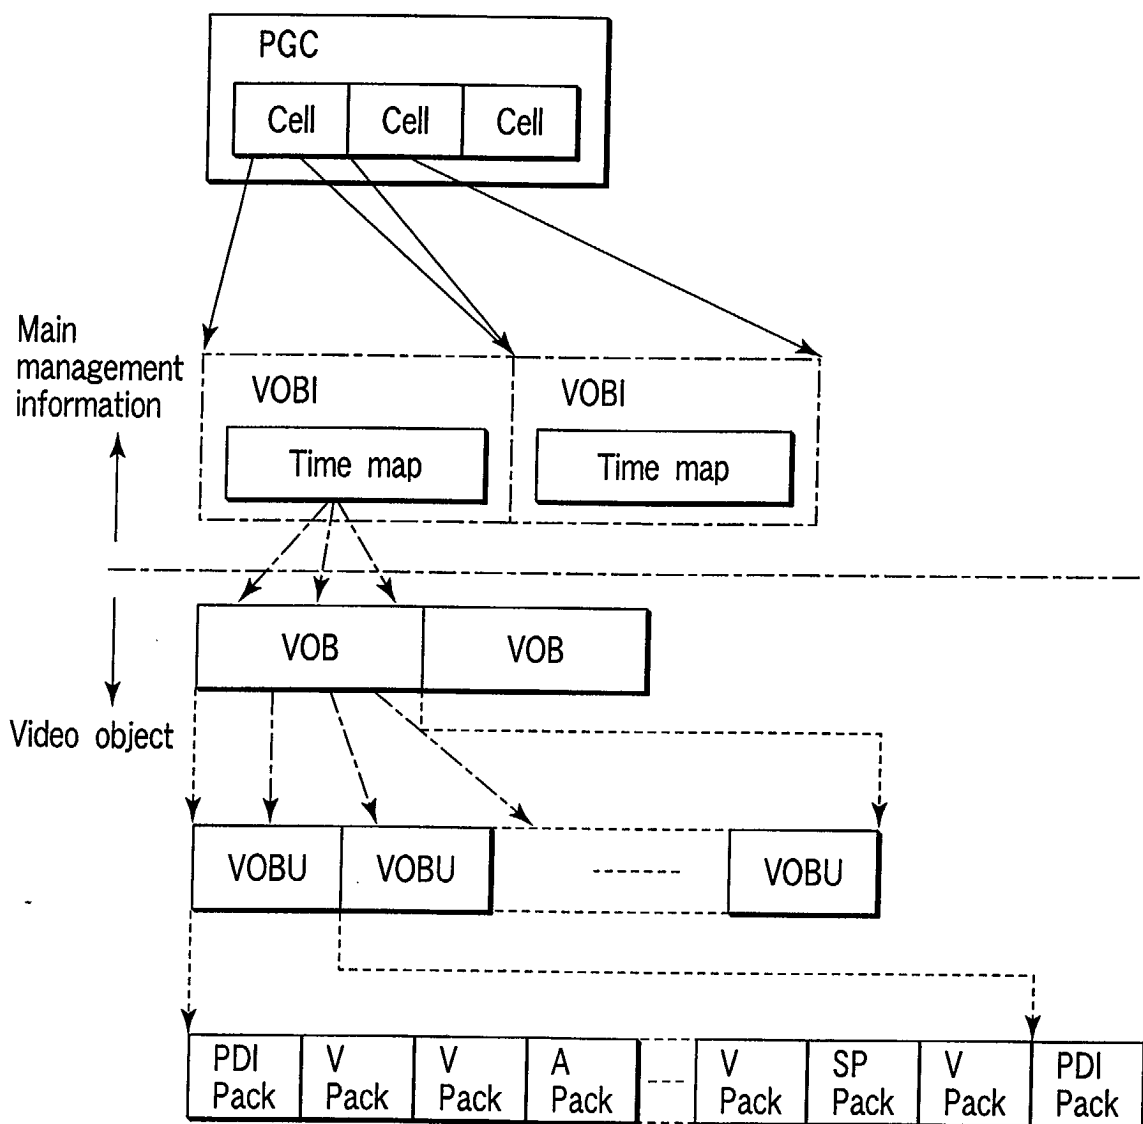 PGC
Cell Cell Cell
Main
management
information
VOBI VOBI
Time map Time map
VOB VOB
Video object
VOBU VOBU VOBU
PDI V V A V SP V PDI
Pack Pack Pack Pack Pack Pack Pack Pack